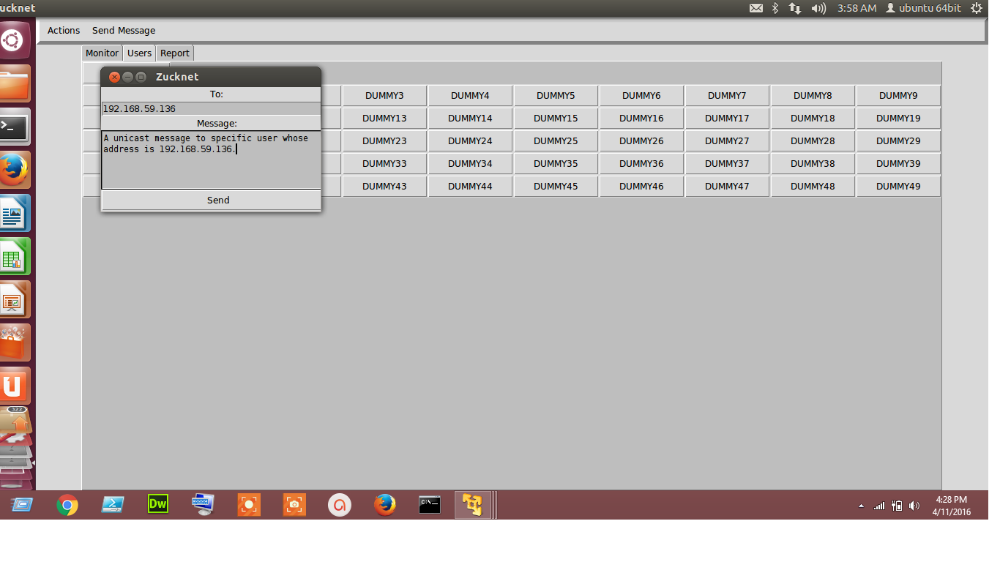 ucknet
3:58 AM ubuntu 64bit
Actions Send Message
Monitor Users Report
Zucknet
To:
192.168.59.136
Message:
A unicast message to specific user whose
address is 192.168.59.136.
Send
DUMMY3 DUMMY4 DUMMY5 DUMMY6 DUMMY7 DUMMY8 DUMMY9
DUMMY13 DUMMY14 DUMMY15 DUMMY16 DUMMY17 DUMMY18 DUMMY19
DUMMY23 DUMMY24 DUMMY25 DUMMY26 DUMMY27 DUMMY28 DUMMY29
DUMMY33 DUMMY34 DUMMY35 DUMMY36 DUMMY37 DUMMY38 DUMMY39
DUMMY43 DUMMY44 DUMMY45 DUMMY46 DUMMY47 DUMMY48 DUMMY49
322
Dw
C:\_
4:28 PM
4/11/2016